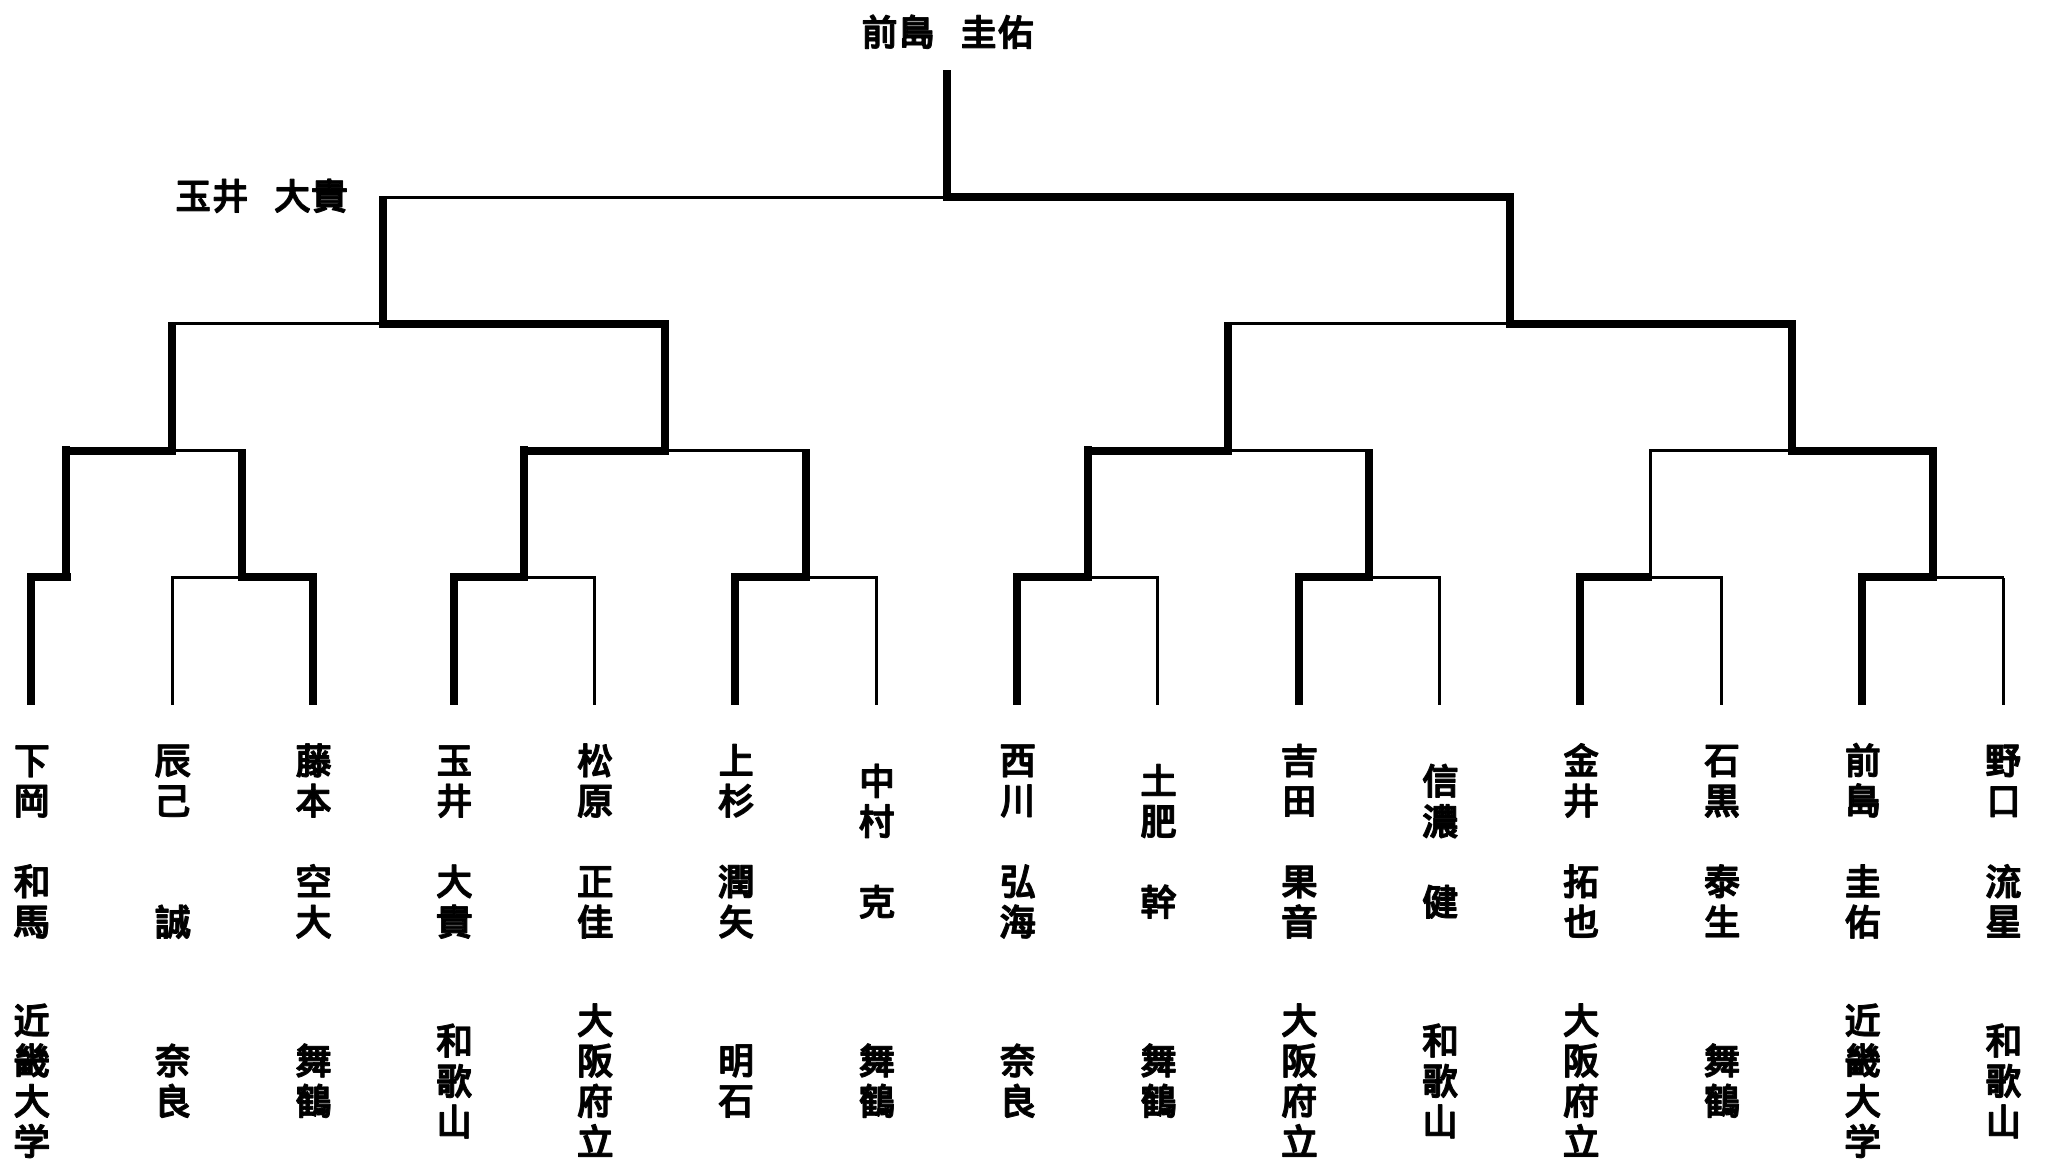 前島 圭佑
玉井 大貴
下岡 和馬 近畿大学
辰己 誠 奈良
藤本 空大 舞鶴
玉井 大貴 和歌山
松原 正佳 大阪府立
上杉 潤矢 明石
中村 克 舞鶴
西川 弘海 奈良
土肥 幹 舞鶴
吉田 果音 大阪府立
信濃 健 和歌山
金井 拓也 大阪府立
石黒 泰生 舞鶴
前島 圭佑 近畿大学
野口 流星 和歌山